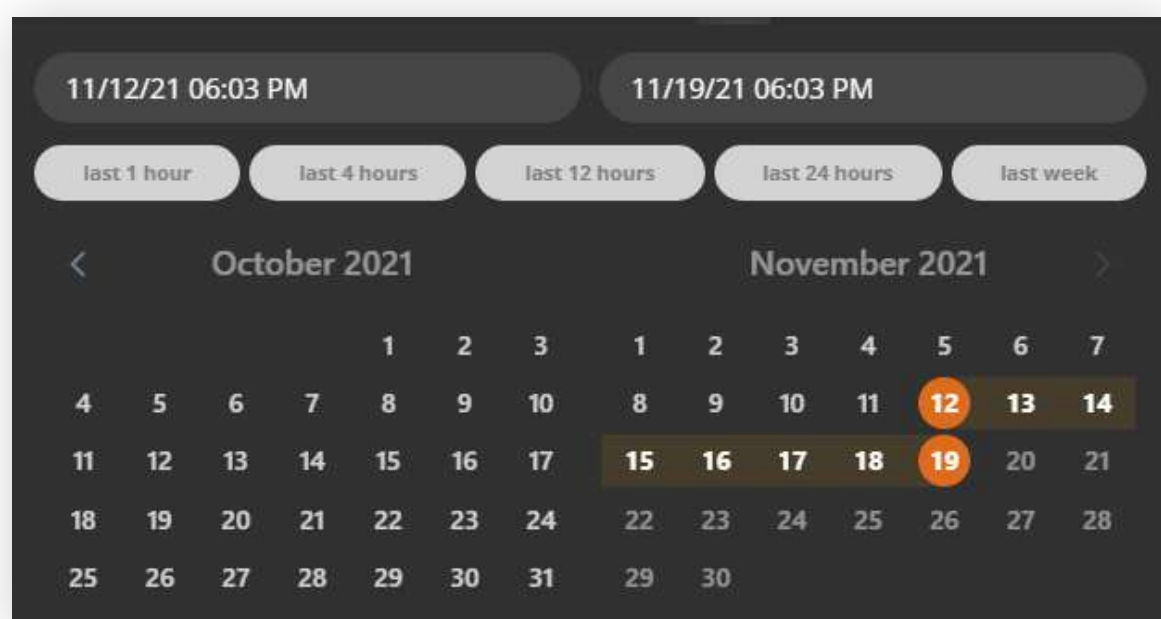 11/12/21 06:03 PM 11/19/21 06:03 PM
last 1 hour last 4 hours last 12 hours last 24 hours last week
October 2021 November 2021
1 2 3 1 2 3 4 5 6 7
4 5 6 7 8 9 10 8 9 10 11 12 13 14
11 12 13 14 15 16 17 15 16 17 18 19 20 21
18 19 20 21 22 23 24 22 23 24 25 26 27 28
25 26 27 28 29 30 31 29 30